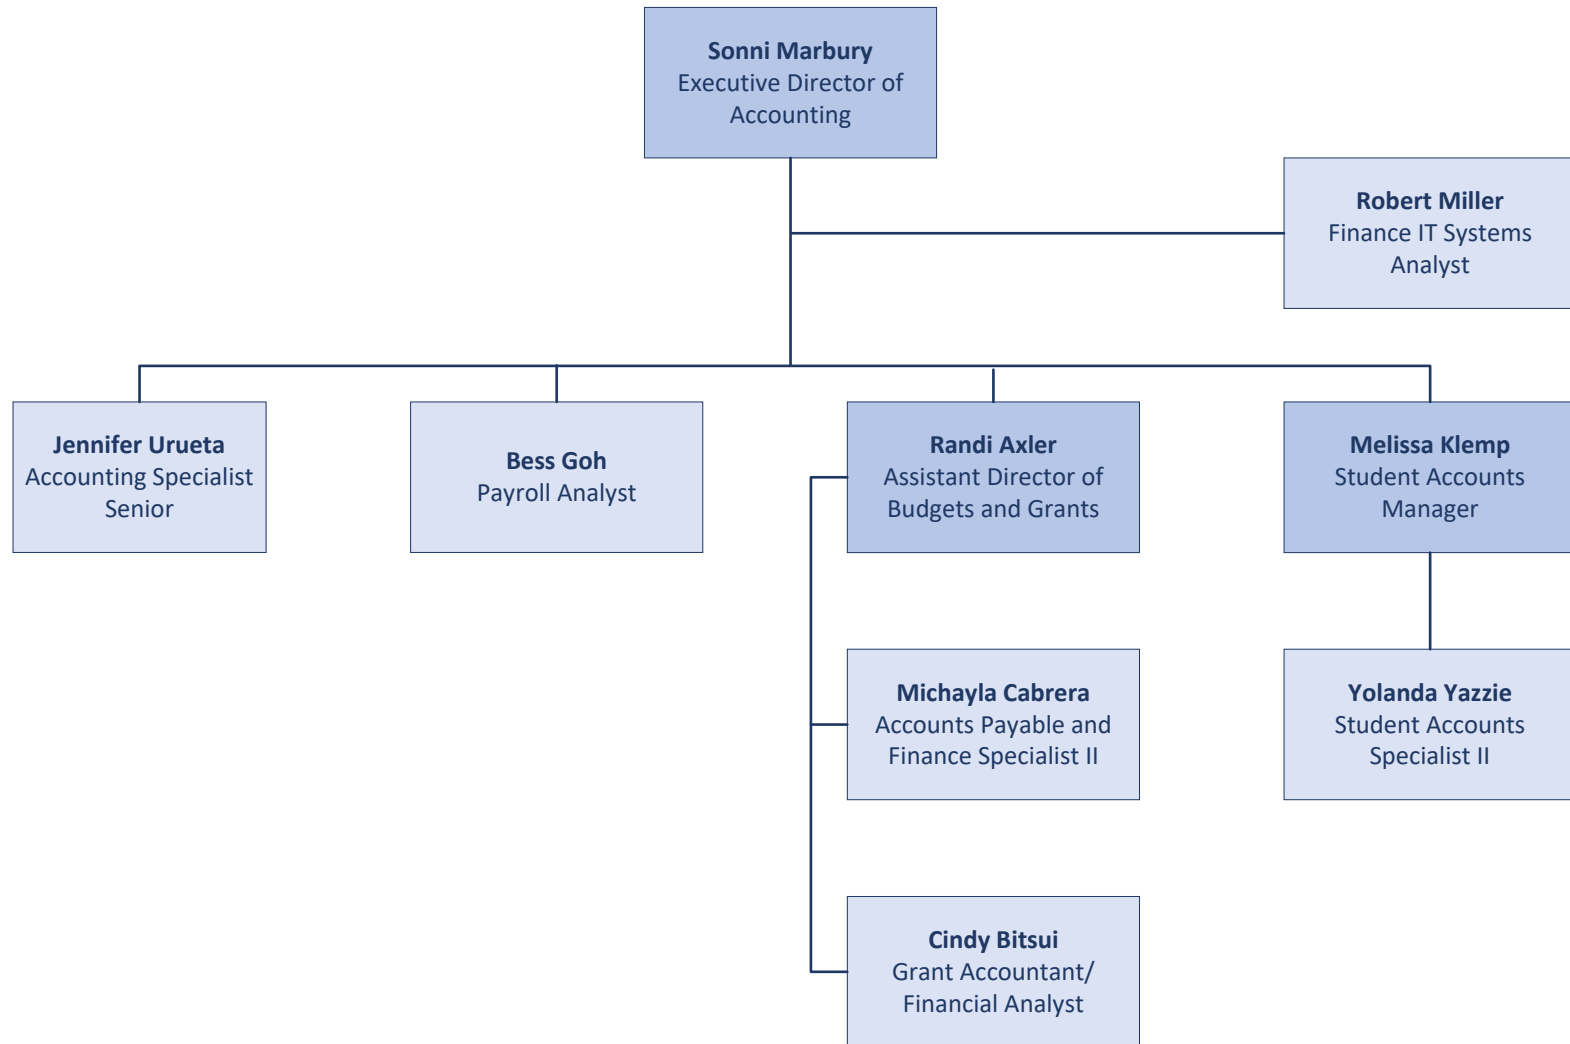 Sonni Marbury
Executive Director of
Accounting
Robert Miller
Finance IT Systems
Analyst
Jennifer Urueta
Accounting Specialist
Senior
Bess Goh
Payroll Analyst
Randi Axler
Assistant Director of
Budgets and Grants
Melissa Klemp
Student Accounts
Manager
Michayla Cabrera
Accounts Payable and
Finance Specialist II
Yolanda Yazzie
Student Accounts
Specialist II
Cindy Bitsui
Grant Accountant/
Financial Analyst